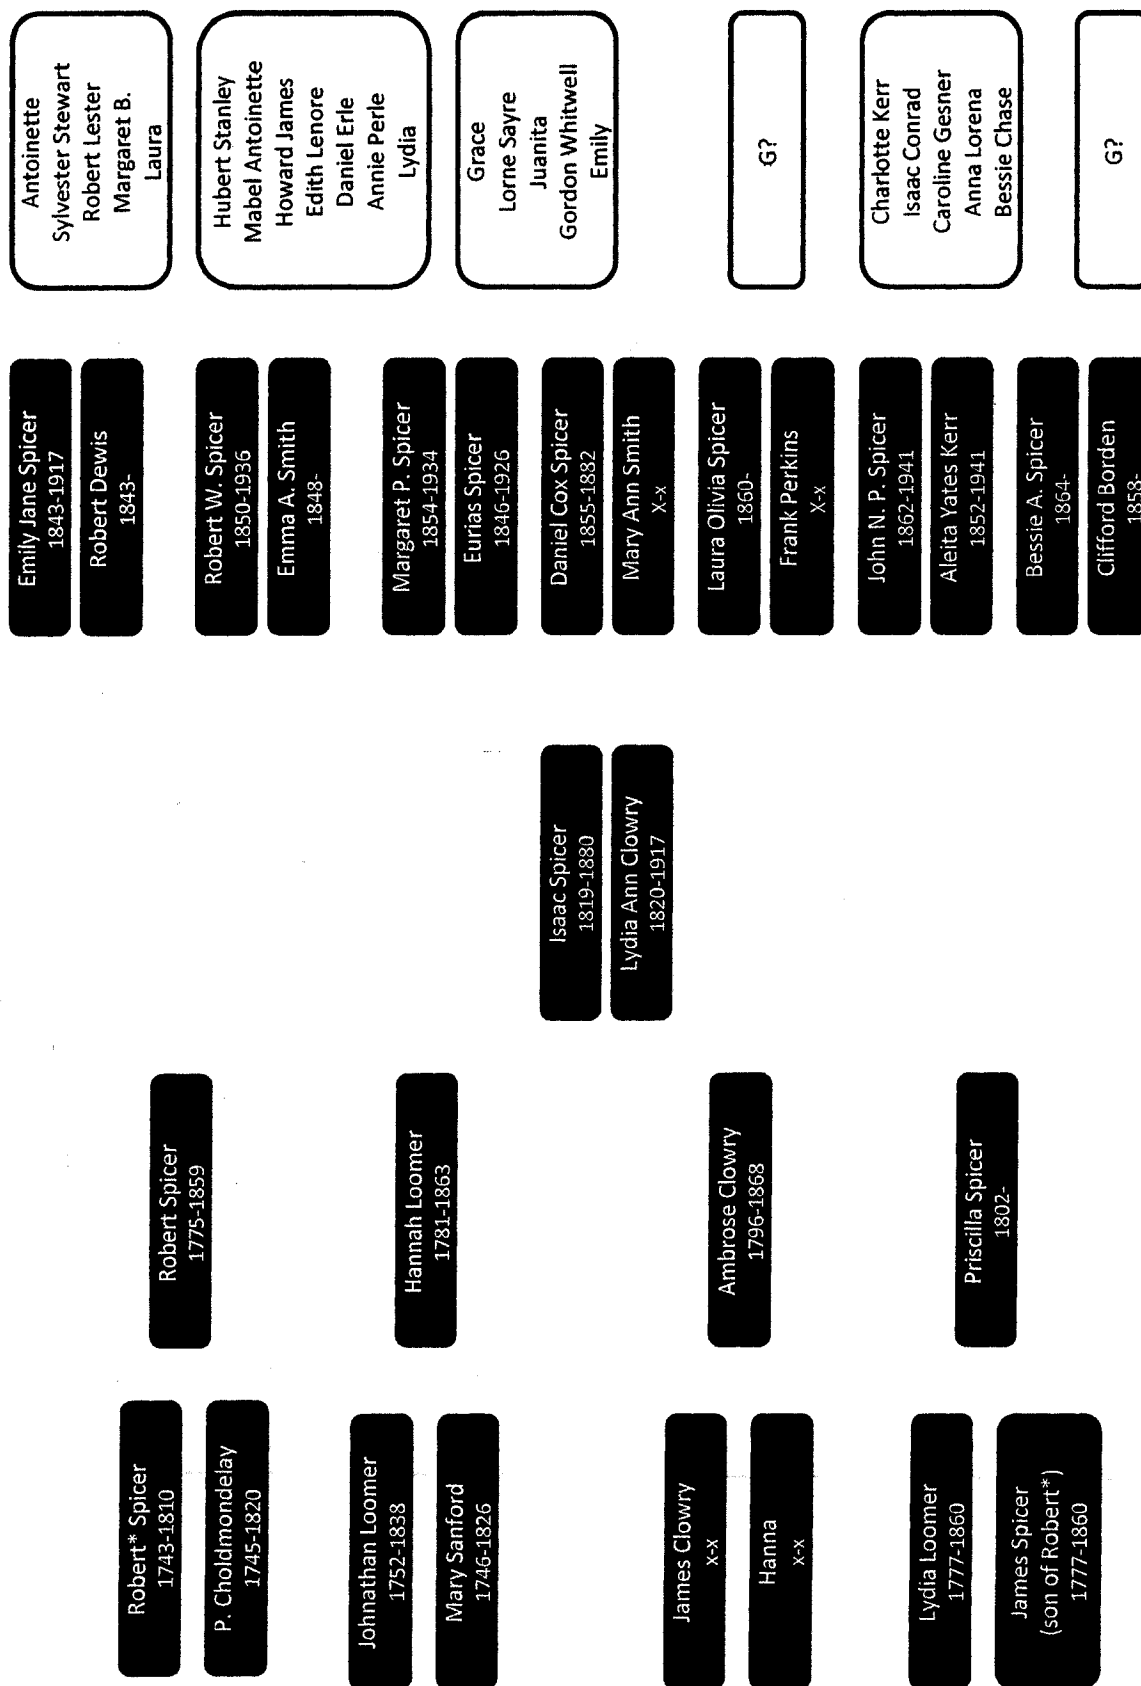 Antoinette
Sylvester Stewart
Robert Lester
Margaret B.
Laura
Hubert Stanley
Mabel Antoinette
Howard James
Edith Lenore
Daniel Erle
Annie Perle
Lydia
Grace
Lorne Sayre
Juanita
Gordon Whitwell
Emily
G?
Charlotte Kerr
Isaac Conrad
Caroline Gesner
Anna Lorena
Bessie Chase
G?
Emily Jane Spicer
1843-1917
Robert Dewis
1843-
Robert W. Spicer
1850-1936
Emma A. Smith
1848-
Margaret P. Spicer
1854-1934
Eurias Spicer
1846-1926
Daniel Cox Spicer
1855-1882
Mary Ann Smith
X-x
Laura Olivia Spicer
1860-
Frank Perkins
X-x
John N. P. Spicer
1862-1941
Aleita Yates Kerr
1852-1941
Bessie A. Spicer
1864-
Clifford Borden
1858-
Isaac Spicer
1819-1880
Lydia Ann Clowry
1820-1917
Robert Spicer
1775-1859
Hannah Loomer
1781-1863
Ambrose Clowry
1796-1868
Priscilla Spicer
1802-
Robert* Spicer
1743-1810
P. Choldmondelay
1745-1820
Johnathan Loomer
1752-1838
Mary Sanford
1746-1826
James Clowry
x-x
Hanna
x-x
Lydia Loomer
1777-1860
James Spicer
(son of Robert*)
1777-1860